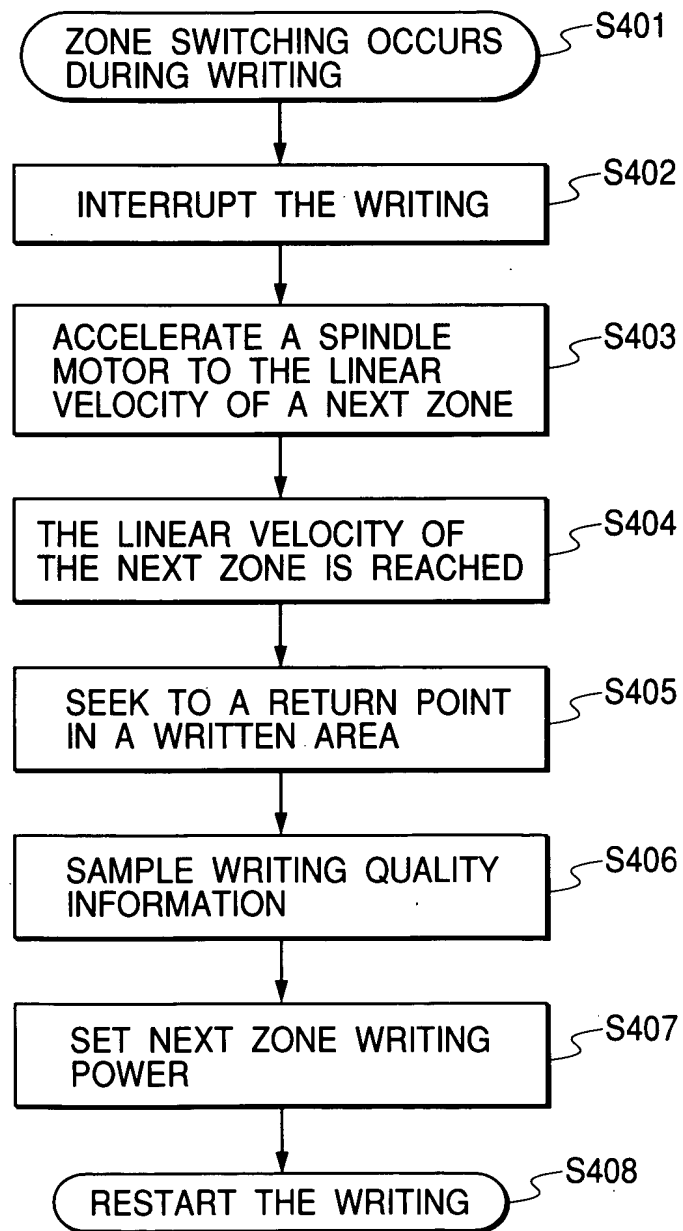 ZONE SWITCHING OCCURS
DURING WRITING
S401
INTERRUPT THE WRITING
S402
ACCELERATE A SPINDLE
MOTOR TO THE LINEAR
VELOCITY OF A NEXT ZONE
S403
THE LINEAR VELOCITY OF
THE NEXT ZONE IS REACHED
S404
SEEK TO A RETURN POINT
IN A WRITTEN AREA
S405
SAMPLE WRITING QUALITY
INFORMATION
S406
SET NEXT ZONE WRITING
POWER
S407
RESTART THE WRITING
S408